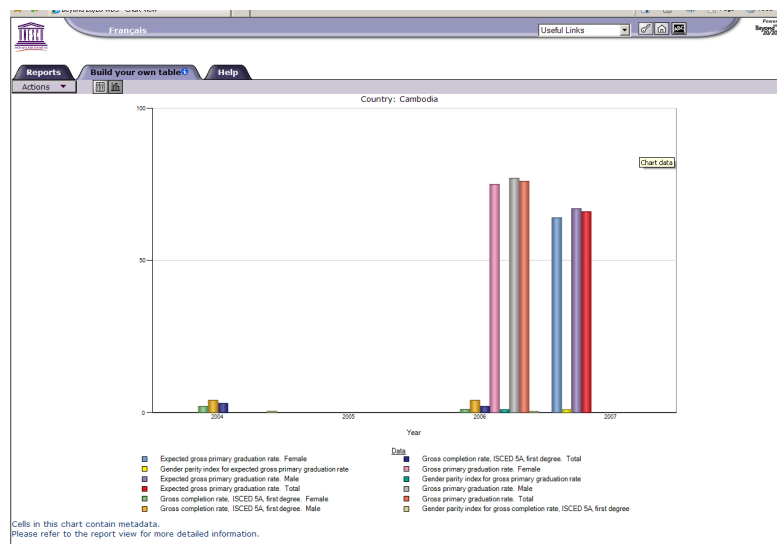 Français
Useful Links
Reports
Build your own table
Help
Actions
Country: Cambodia
Chart data
100
50
0
2004 2005 2006 2007
Year
Data
Expected gross primary graduation rate. Female
Gender parity index for expected gross primary graduation rate
Expected gross primary graduation rate. Male
Expected gross primary graduation rate. Total
Gross completion rate, ISCED 5A, first degree. Female
Gross completion rate, ISCED 5A, first degree. Male
Gross completion rate, ISCED 5A, first degree. Total
Gross primary graduation rate. Female
Gender parity index for gross primary graduation rate
Gross primary graduation rate. Male
Gross primary graduation rate. Total
Gender parity index for gross completion rate, ISCED 5A, first degree
Cells in this chart contain metadata.
Please refer to the report view for more detailed information.